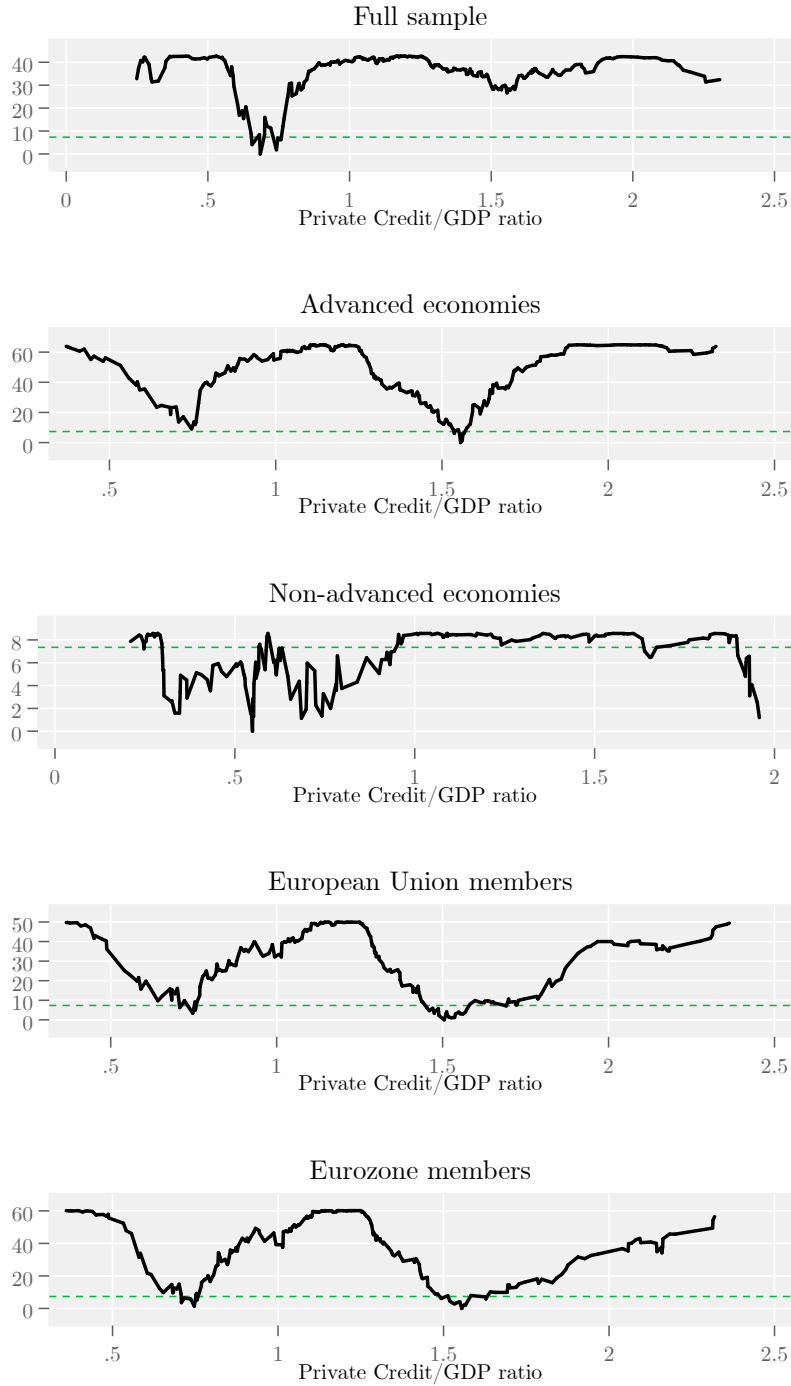 Full sample
40
30
20
10
0
0 .5 1 1.5 2 2.5
Private Credit/GDP ratio
Advanced economies
60
40
20
0
.5 1 1.5 2 2.5
Private Credit/GDP ratio
Non-advanced economies
8
6
4
2
0
0 .5 1 1.5 2
Private Credit/GDP ratio
European Union members
50
40
30
20
10
0
.5 1 1.5 2 2.5
Private Credit/GDP ratio
Eurozone members
60
40
20
0
.5 1 1.5 2 2.5
Private Credit/GDP ratio